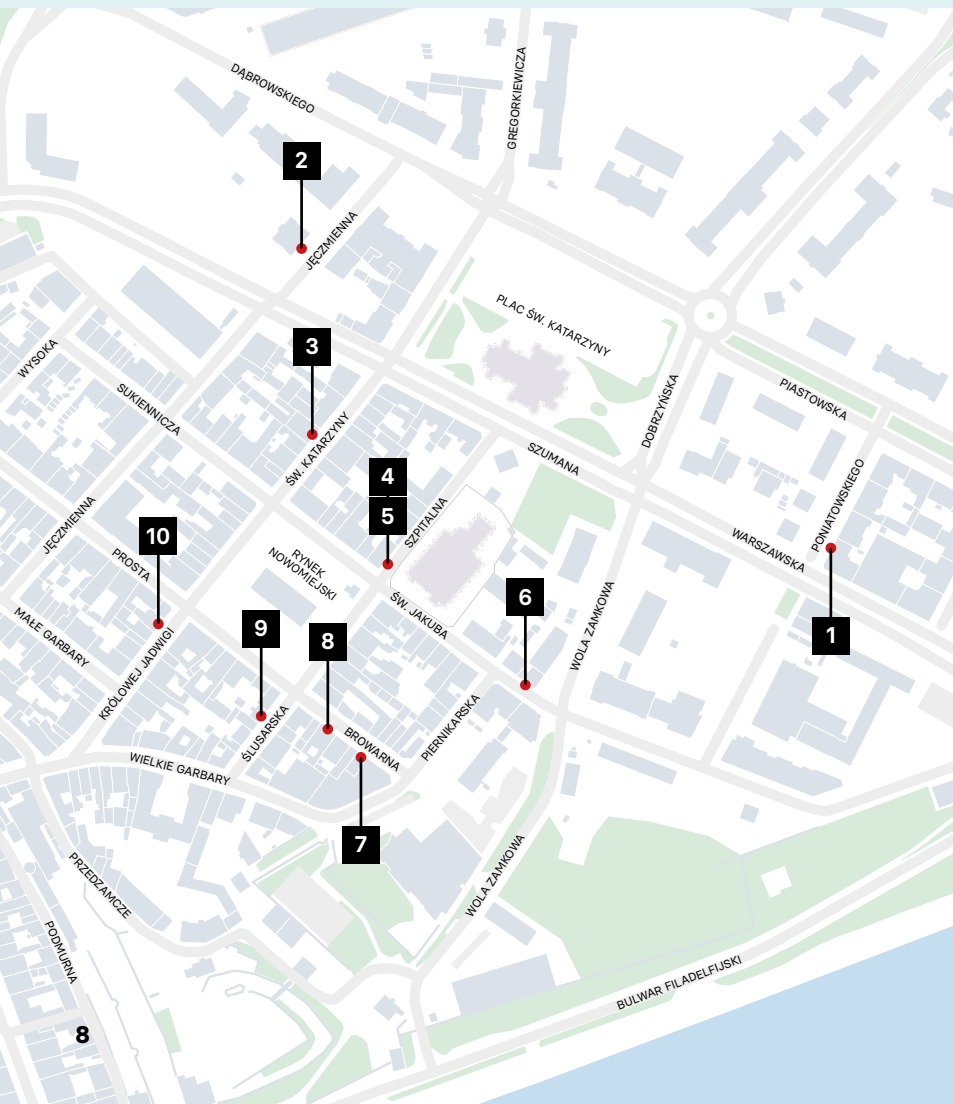 DĄBROWSKIEGO
GREGORKIEWICZA
2
JĘCZMIENNA
PLAC ŚW. KATARZYNY
3
WYSOKA
SUKIENNICZA
ŚW. KATARZYNY
DOBRZYŃSKA
PIASTOWSKA
SZUMANA
4
5
SZPITALNA
PONIATOWSKIEGO
WARSZAWSKA
JĘCZMIENNA
10
PROSTA
RYNEK
NOWOMIEJSKI
ŚW. JAKUBA
6
WOLA ZAMKOWA
1
MAŁE GARBARY
9
8
KRÓLOWEJ JADWIGI
ŚLUSARSKA
BROWARNA
PIERNIKARSKA
WIELKIE GARBARY
7
PRZEDZAMCZE
WOLA ZAMKOWA
PODMURNA
BULWAR FILADELFIJSKI
8